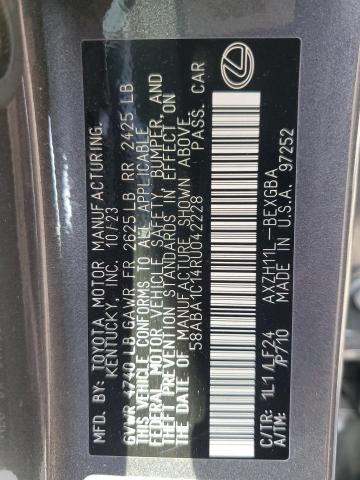 MFD. BY: TOYOTA MOTOR MANUFACTURING,
KENTUCKY, INC. 10/23
GVWR 4740 LB GAWR FR 2625 LB RR 2425 LB
THIS VEHICLE CONFORMS TO ALL APPLICABLE
FEDERAL MOTOR VEHICLE SAFETY, BUMPER, AND
THEFT PREVENTION STANDARDS IN EFFECT ON
THE DATE OF MANUFACTURE SHOWN ABOVE.
58ABA1C14RU042228 PASS. CAR
C/TR: 1L1/LF24 AXZH11L-BEXGBA
A/TM: /P710 MADE IN U.S.A. 97252